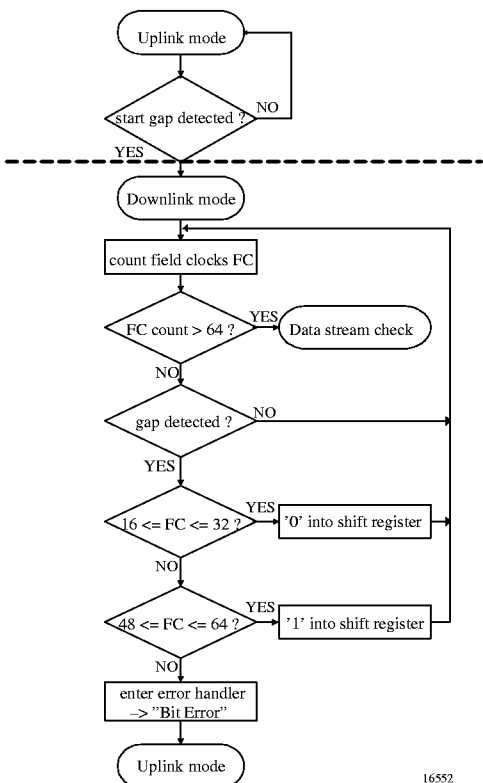 Uplink mode
NO
start gap detected ?
YES
Downlink mode
count field clocks FC
YES
FC count > 64 ?
Data stream check
NO
NO
gap detected ?
YES
YES
16 <= FC <= 32 ?
'0' into shift register
NO
YES
48 <= FC <= 64 ?
'1' into shift register
NO
enter error handler
–> "Bit Error"
Uplink mode
16552